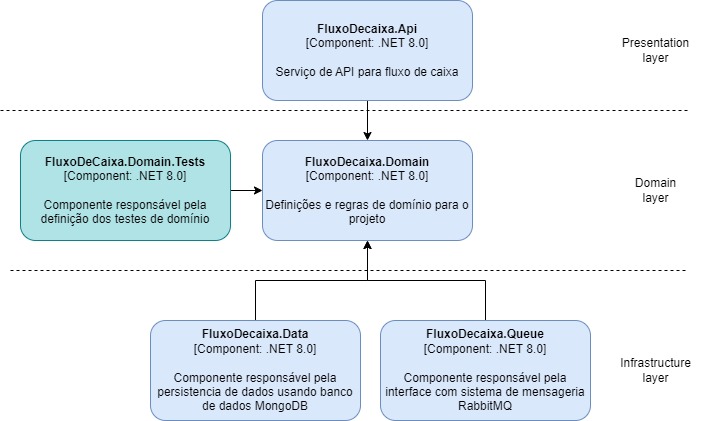 FluxoDecaixa.Api
[Component: .NET 8.0]
Serviço de API para fluxo de caixa
Presentation
layer
FluxoDeCaixa.Domain.Tests
[Component: .NET 8.0]
Componente responsável pela
definição dos testes de domínio
FluxoDecaixa.Domain
[Component: .NET 8.0]
Definições e regras de domínio para o
projeto
Domain
layer
FluxoDecaixa.Data
[Component: .NET 8.0]
Componente responsável pela
persistencia de dados usando banco
de dados MongoDB
FluxoDecaixa.Queue
[Component: .NET 8.0]
Componente responsável pela
interface com sistema de mensageria
RabbitMQ
Infrastructure
layer